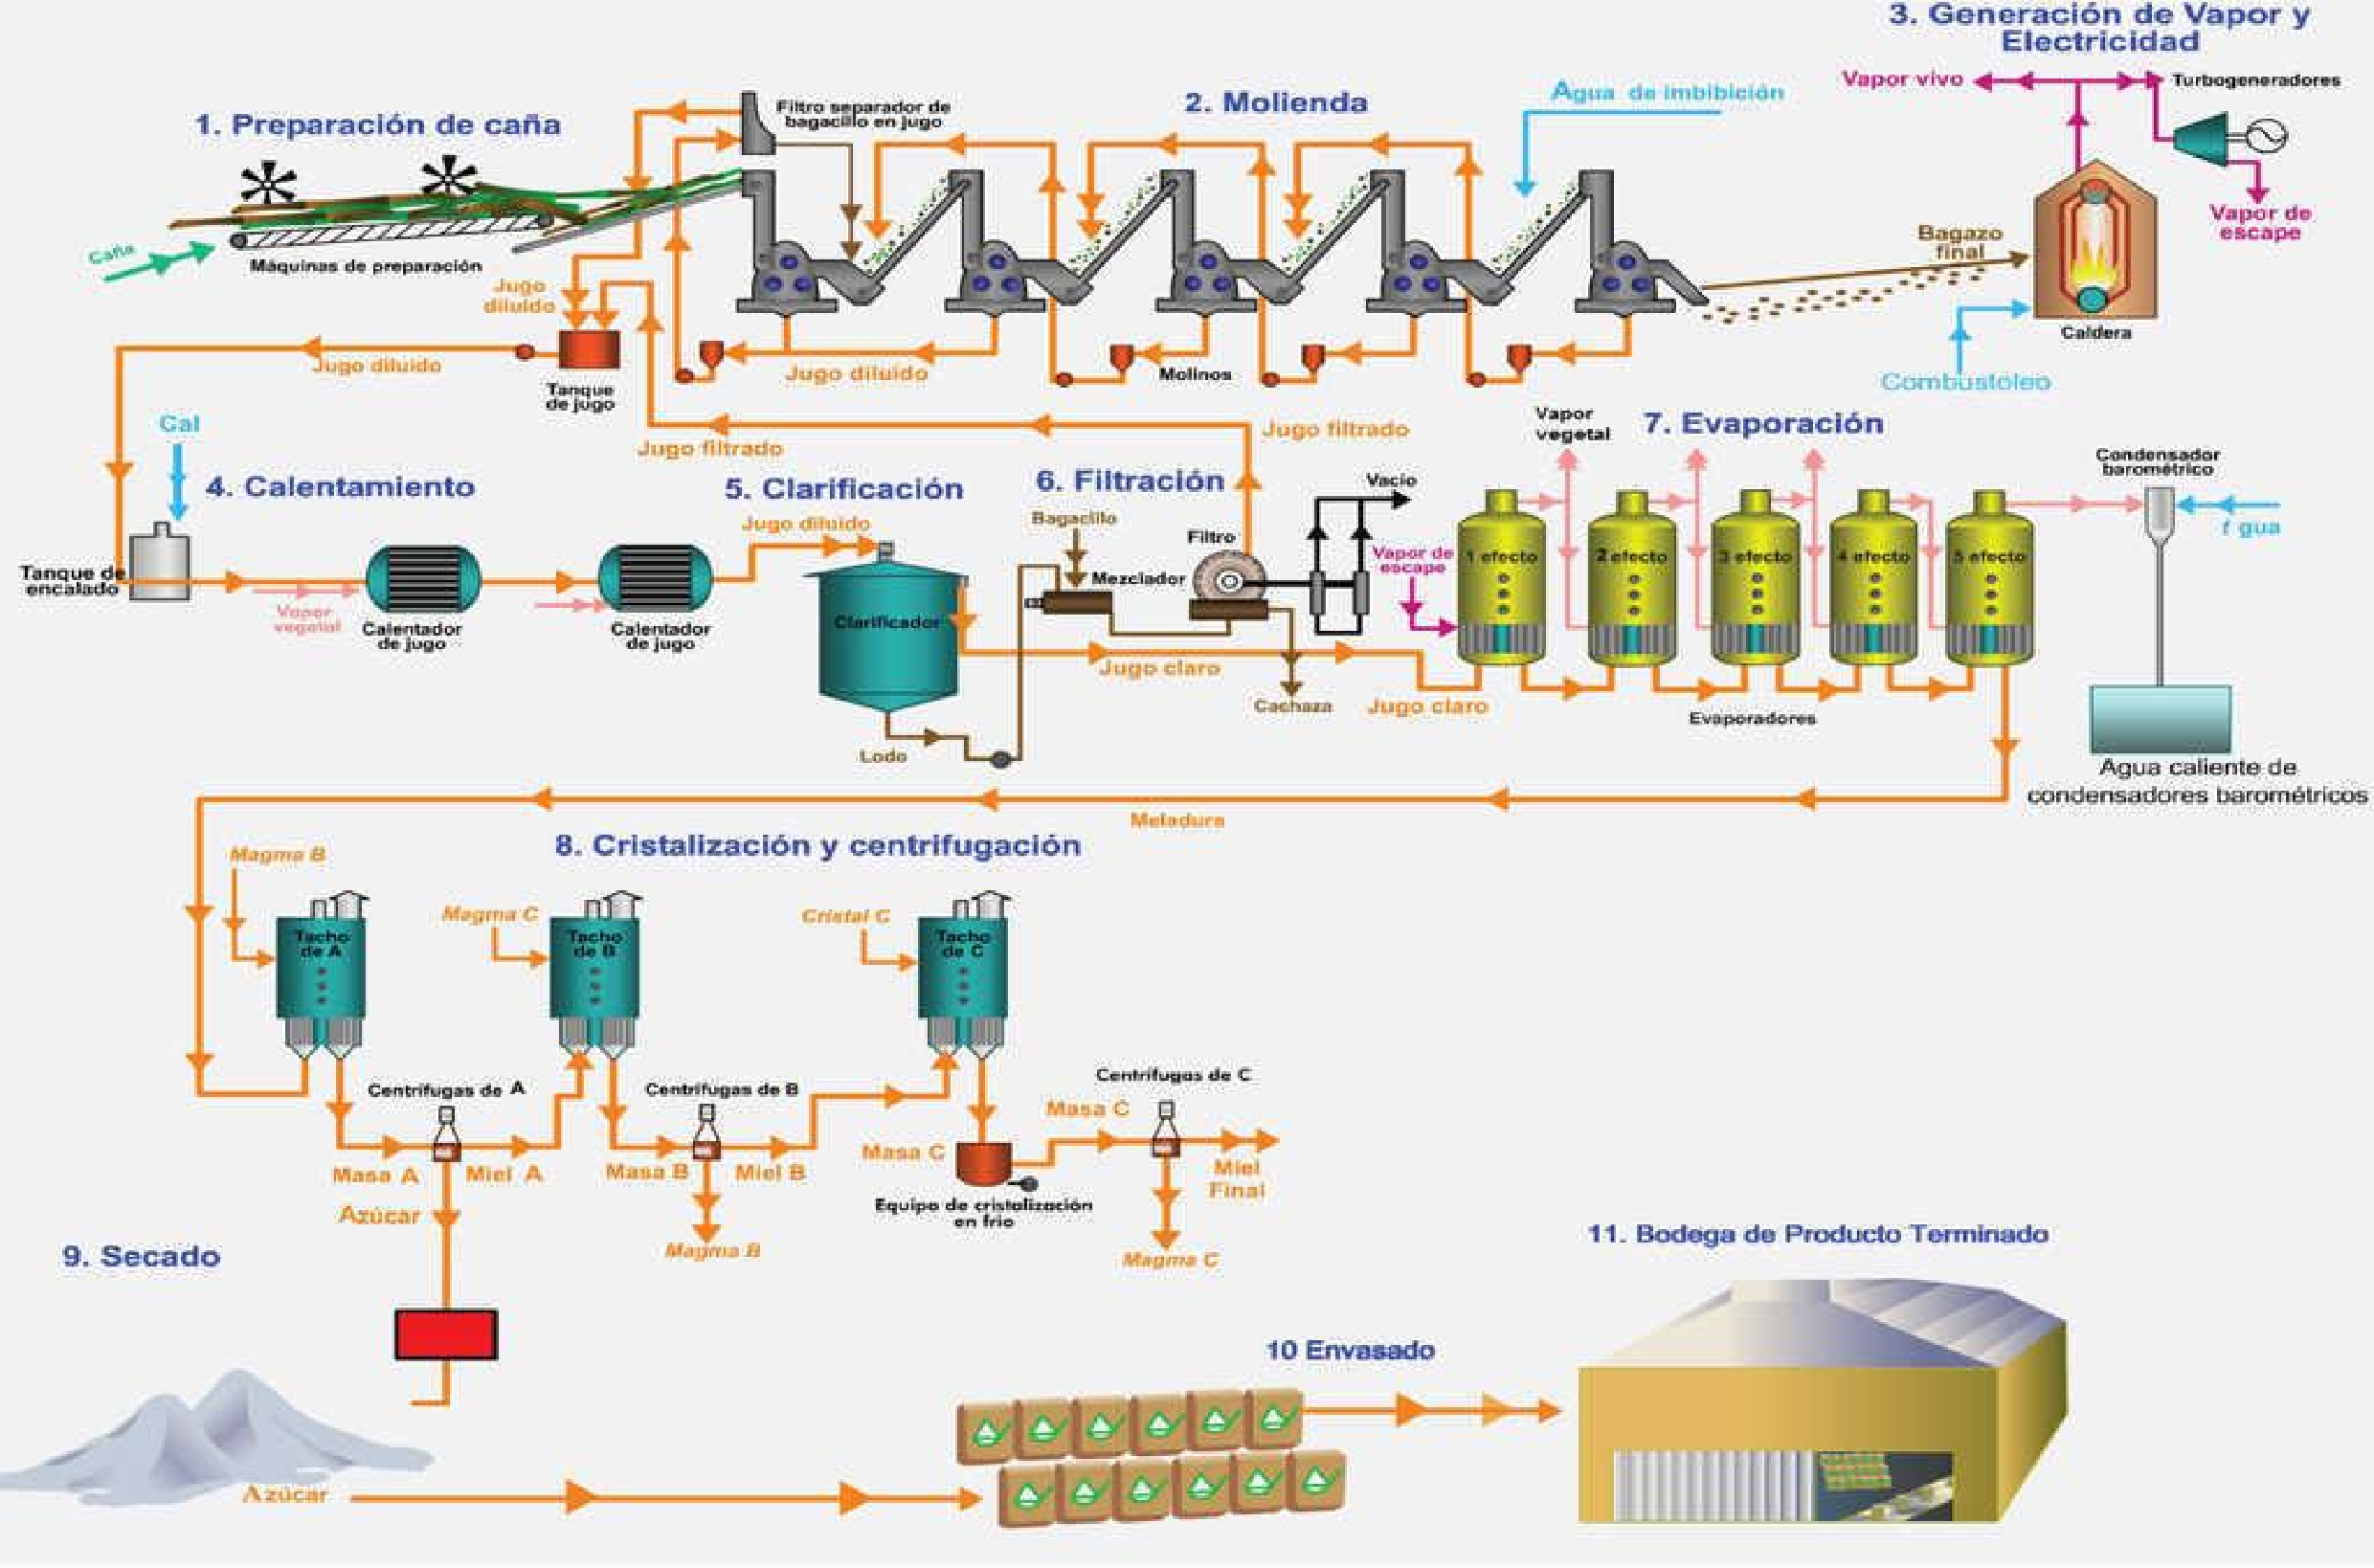 3. Generación de Vapor y
Electricidad
Vapor vivo
Turbogeneradores
Vapor de
escape
1. Preparación de caña
Filtro separador de
bagacillo en jugo
2. Molienda
Agua de imbibición
Caña
Máquinas de preparación
Jugo
diluido
Bagazo
final
Caldera
Combustoleo
Jugo diluido
Tanque
de jugo
Jugo diluido
Molinos
Cal
Jugo filtrado
Jugo filtrado
4. Calentamiento
5. Clarificación
6. Filtración
7. Evaporación
Vapor
vegetal
Vacio
Condensador
barométrico
gua
Jugo diluido
Bagacillo
Filtro
Mezclador
Vapor de
escape
1 efecto
2 efecto
3 efecto
4 efecto
5 efecto
Tanque de
encalado
Vapor
vegetal
Calentador
de jugo
Calentador
de jugo
Clarificador
Jugo claro
Cachaza
Jugo claro
Evaporadores
Lodo
Agua caliente de
condensadores barométricos
Meladura
8. Cristalización y centrifugación
Magma B
Magma C
Cristal C
Tacho
de A
Tacho
de B
Tacho
de C
Centrífugas de A
Centrífugas de B
Centrífugas de C
Masa A
Miel A
Masa B
Miel B
Masa C
Masa C
Miel
Final
Azúcar
Equipo de cristalización
en frio
Magma B
Magma C
9. Secado
11. Bodega de Producto Terminado
10 Envasado
Azúcar